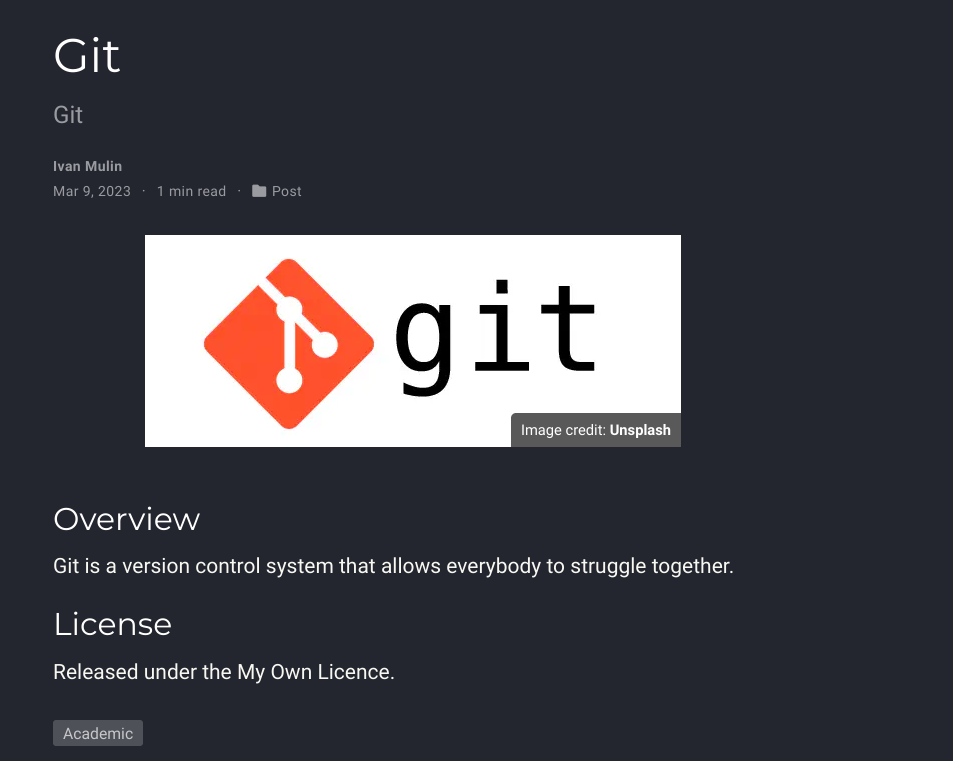 Git
Git
Ivan Mulin
Mar 9, 2023 · 1 min read · Post
git
Image credit: Unsplash
Overview
Git is a version control system that allows everybody to struggle together.
License
Released under the My Own Licence.
Academic